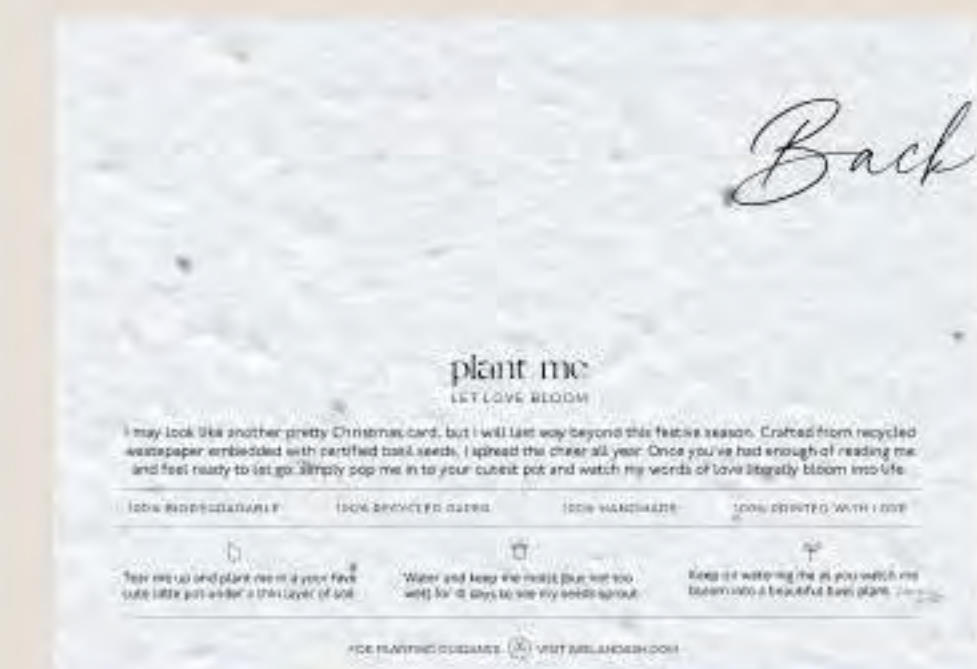 Back
plant me
LET LOVE BLOOM
I may look like another pretty Christmas card, but I will last way beyond this festive season. Crafted from recycled
wastepaper embedded with certified basil seeds, I spread the cheer all year. Once you've had enough of reading me
and feel ready to let go, simply pop me in to your cutest pot and watch my words of love literally bloom into life.
100% BIODEGRADABLE 100% RECYCLED PAPER 100% HANDMADE 100% PRINTED WITH LOVE
Tear me up and plant me in a your fave
cute little pot under a thin layer of soil
Water and keep me moist (but not too
wet) for days to see my seeds sprout
Keep on watering me as you watch me
bloom into a beautiful basil plant
FOR PLANTING GUIDANCE VISIT